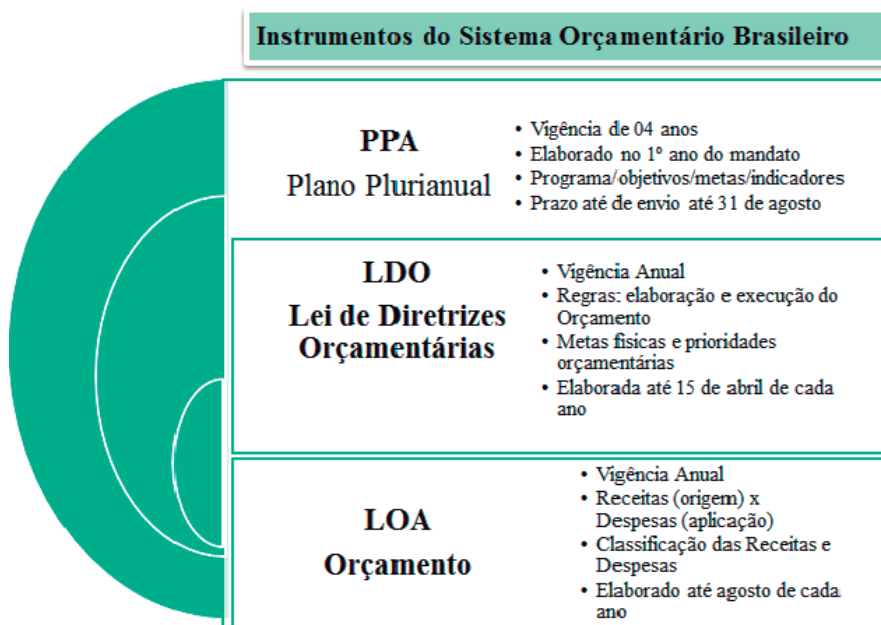 Instrumentos do Sistema Orçamentário Brasileiro
PPA
Plano Plurianual
• Vigência de 04 anos
• Elaborado no 1º ano do mandato
• Programa/objetivos/metas/indicadores
• Prazo até de envio até 31 de agosto
LDO
Lei de Diretrizes
Orçamentárias
• Vigência Anual
• Regras: elaboração e execução do
Orçamento
• Metas físicas e prioridades
orçamentárias
• Elaborada até 15 de abril de cada
ano
LOA
Orçamento
• Vigência Anual
• Receitas (origem) x
Despesas (aplicação)
• Classificação das Receitas e
Despesas
• Elaborado até agosto de cada
ano